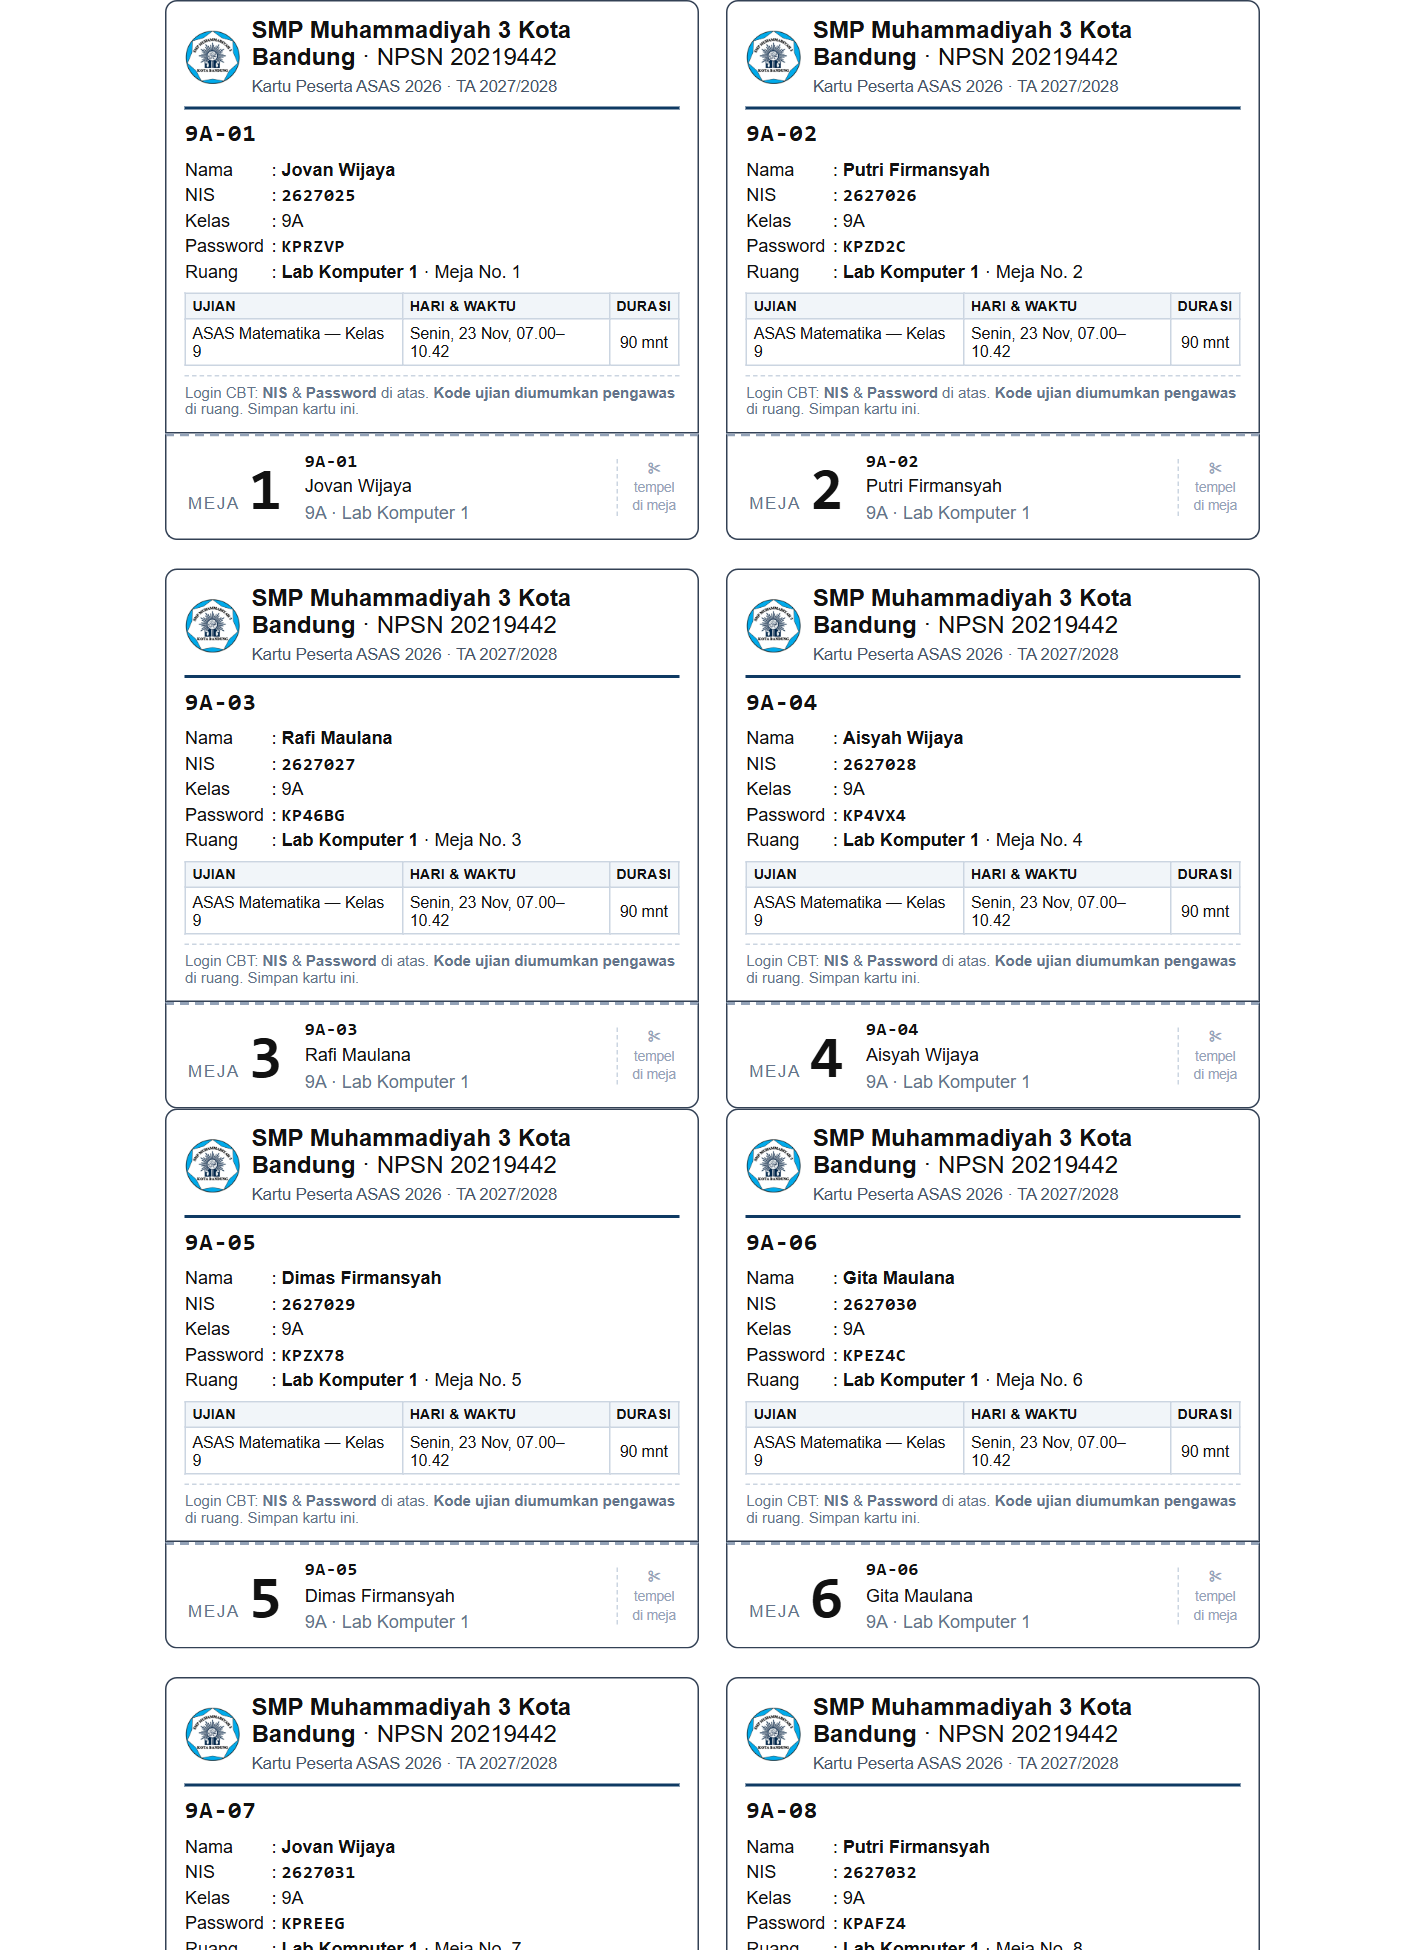 SMP Muhammadiyah 3 Kota
Bandung · NPSN 20219442
Kartu Peserta ASAS 2026 · TA 2027/2028
9A-01
Nama : Jovan Wijaya
NIS : 2627025
Kelas : 9A
Password : KPRZVP
Ruang : Lab Komputer 1 · Meja No. 1
UJIAN HARI & WAKTU DURASI
ASAS Matematika — Kelas
9
Senin, 23 Nov, 07.00–
10.42
90 mnt
Login CBT: NIS & Password di atas. Kode ujian diumumkan pengawas
di ruang. Simpan kartu ini.
MEJA 1
9A-01
Jovan Wijaya
9A · Lab Komputer 1
✂
tempel
di meja
SMP Muhammadiyah 3 Kota
Bandung · NPSN 20219442
Kartu Peserta ASAS 2026 · TA 2027/2028
9A-02
Nama : Putri Firmansyah
NIS : 2627026
Kelas : 9A
Password : KPZD2C
Ruang : Lab Komputer 1 · Meja No. 2
UJIAN HARI & WAKTU DURASI
ASAS Matematika — Kelas
9
Senin, 23 Nov, 07.00–
10.42
90 mnt
Login CBT: NIS & Password di atas. Kode ujian diumumkan pengawas
di ruang. Simpan kartu ini.
MEJA 2
9A-02
Putri Firmansyah
9A · Lab Komputer 1
✂
tempel
di meja
SMP Muhammadiyah 3 Kota
Bandung · NPSN 20219442
Kartu Peserta ASAS 2026 · TA 2027/2028
9A-03
Nama : Rafi Maulana
NIS : 2627027
Kelas : 9A
Password : KP46BG
Ruang : Lab Komputer 1 · Meja No. 3
UJIAN HARI & WAKTU DURASI
ASAS Matematika — Kelas
9
Senin, 23 Nov, 07.00–
10.42
90 mnt
Login CBT: NIS & Password di atas. Kode ujian diumumkan pengawas
di ruang. Simpan kartu ini.
MEJA 3
9A-03
Rafi Maulana
9A · Lab Komputer 1
✂
tempel
di meja
SMP Muhammadiyah 3 Kota
Bandung · NPSN 20219442
Kartu Peserta ASAS 2026 · TA 2027/2028
9A-04
Nama : Aisyah Wijaya
NIS : 2627028
Kelas : 9A
Password : KP4VX4
Ruang : Lab Komputer 1 · Meja No. 4
UJIAN HARI & WAKTU DURASI
ASAS Matematika — Kelas
9
Senin, 23 Nov, 07.00–
10.42
90 mnt
Login CBT: NIS & Password di atas. Kode ujian diumumkan pengawas
di ruang. Simpan kartu ini.
MEJA 4
9A-04
Aisyah Wijaya
9A · Lab Komputer 1
✂
tempel
di meja
SMP Muhammadiyah 3 Kota
Bandung · NPSN 20219442
Kartu Peserta ASAS 2026 · TA 2027/2028
9A-05
Nama : Dimas Firmansyah
NIS : 2627029
Kelas : 9A
Password : KPZX78
Ruang : Lab Komputer 1 · Meja No. 5
UJIAN HARI & WAKTU DURASI
ASAS Matematika — Kelas
9
Senin, 23 Nov, 07.00–
10.42
90 mnt
Login CBT: NIS & Password di atas. Kode ujian diumumkan pengawas
di ruang. Simpan kartu ini.
MEJA 5
9A-05
Dimas Firmansyah
9A · Lab Komputer 1
✂
tempel
di meja
SMP Muhammadiyah 3 Kota
Bandung · NPSN 20219442
Kartu Peserta ASAS 2026 · TA 2027/2028
9A-06
Nama : Gita Maulana
NIS : 2627030
Kelas : 9A
Password : KPEZ4C
Ruang : Lab Komputer 1 · Meja No. 6
UJIAN HARI & WAKTU DURASI
ASAS Matematika — Kelas
9
Senin, 23 Nov, 07.00–
10.42
90 mnt
Login CBT: NIS & Password di atas. Kode ujian diumumkan pengawas
di ruang. Simpan kartu ini.
MEJA 6
9A-06
Gita Maulana
9A · Lab Komputer 1
✂
tempel
di meja
SMP Muhammadiyah 3 Kota
Bandung · NPSN 20219442
Kartu Peserta ASAS 2026 · TA 2027/2028
9A-07
Nama : Jovan Wijaya
NIS : 2627031
Kelas : 9A
Password : KPREEG
Ruang : Lab Komputer 1 · Meja No. 7
SMP Muhammadiyah 3 Kota
Bandung · NPSN 20219442
Kartu Peserta ASAS 2026 · TA 2027/2028
9A-08
Nama : Putri Firmansyah
NIS : 2627032
Kelas : 9A
Password : KPAFZ4
Ruang : Lab Komputer 1 · Meja No. 8